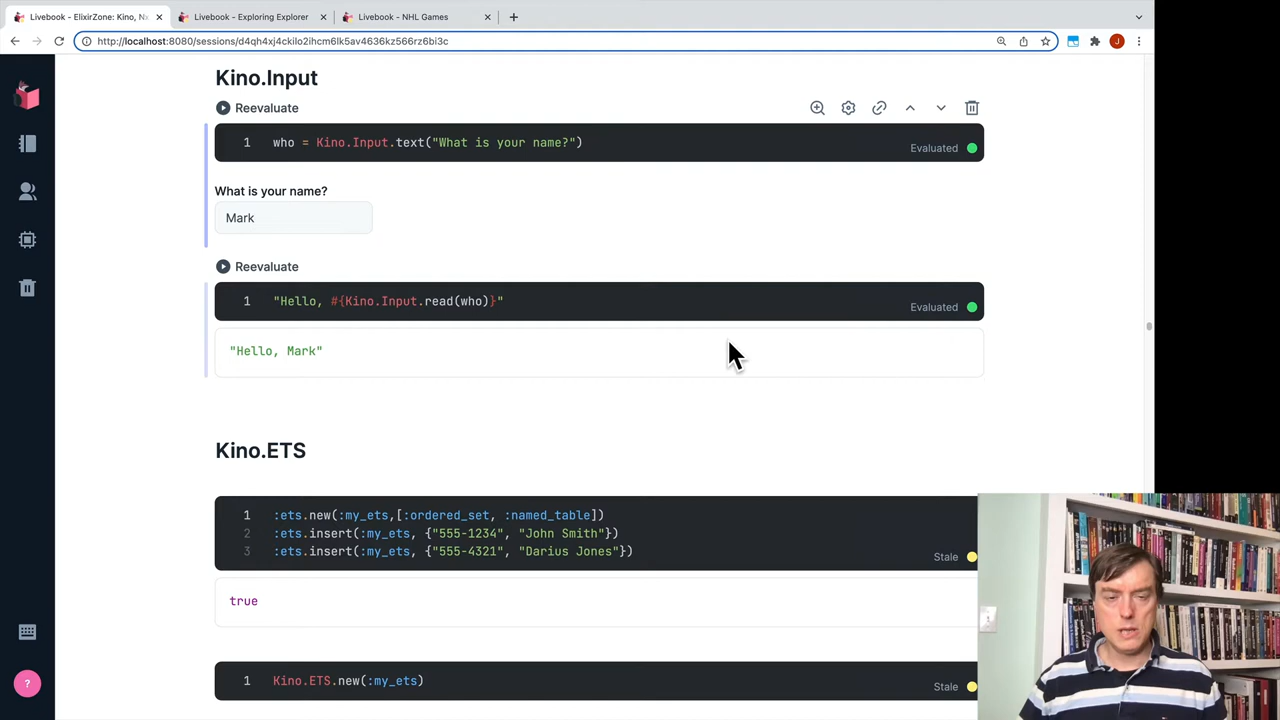 Livebook - ElixirZone: Kino, Nx
Livebook - Exploring Explorer
Livebook - NHL Games
http://localhost:8080/sessions/d4qh4xj4ckilo2ihcm6lk5av4636kz566rz6bi3c
J
Kino.Input
Reevaluate
1 who = Kino.Input.text("What is your name?")
Evaluated
What is your name?
Mark
Reevaluate
1 "Hello, #{Kino.Input.read(who)}"
Evaluated
"Hello, Mark"
Kino.ETS
1 :ets.new(:my_ets,[:ordered_set, :named_table])
2 :ets.insert(:my_ets, {"555-1234", "John Smith"})
3 :ets.insert(:my_ets, {"555-4321", "Darius Jones"})
Stale
true
1 Kino.ETS.new(:my_ets)
Stale
?